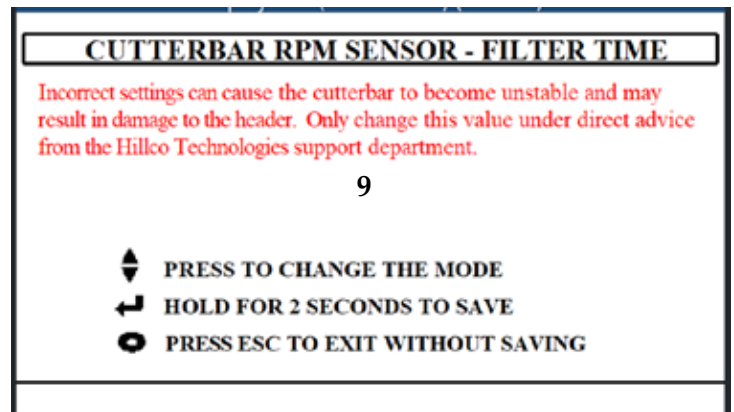 CUTTERBAR RPM SENSOR - FILTER TIME
Incorrect settings can cause the cutterbar to become unstable and may
result in damage to the header. Only change this value under direct advice
from the Hillco Technologies support department.
9
PRESS TO CHANGE THE MODE
HOLD FOR 2 SECONDS TO SAVE
PRESS ESC TO EXIT WITHOUT SAVING